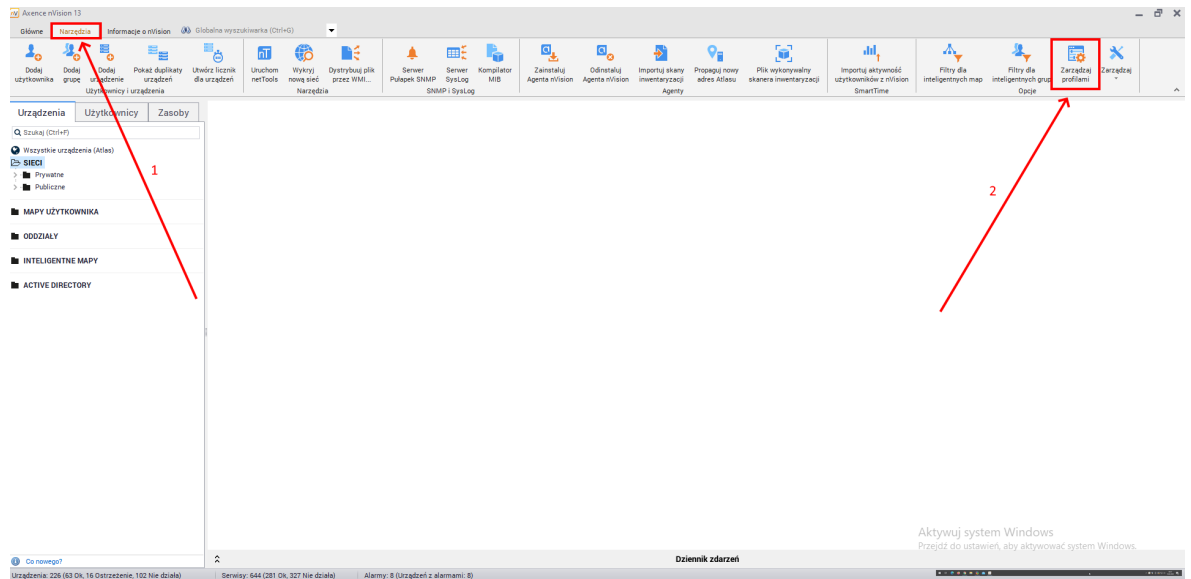 nV Axence nVision 13
Główne Narzędzia Informacje o nVision Globalna wyszukiwarka (Ctrl+G)
Dodaj użytkownika
Dodaj grupę
Dodaj urządzenie
Pokaż duplikaty urządzeń
Utwórz licznik dla urządzeń
Uruchom netTools
Wykryj nową sieć
Dystrybuuj plik przez WMI...
Serwer Pułapek SNMP
Serwer SysLog
Kompilator MIB
Zainstaluj Agenta nVision
Odinstaluj Agenta nVision
Importuj skany inwentaryzacji
Propaguj nowy adres Atlasu
Plik wykonywalny skanera inwentaryzacji
Importuj aktywność użytkowników z nVision
Filtry dla inteligentnych map
Filtry dla inteligentnych grup
Zarządzaj profilami
Zarządzaj
Użytkownicy i urządzenia Narzędzia SNMP i SysLog Agenty SmartTime Opcje
Urządzenia Użytkownicy Zasoby
Szukaj (Ctrl+F)
Wszystkie urządzenia (Atlas)
SIECI
Prywatne
Publiczne
1
2
MAPY UŻYTKOWNIKA
ODDZIAŁY
INTELIGENTNE MAPY
ACTIVE DIRECTORY
Aktywuj system Windows
Przejdź do ustawień, aby aktywować system Windows.
Co nowego?
Dziennik zdarzeń
Urządzenia: 226 (63 Ok, 16 Ostrzeżenie, 102 Nie działa) Serwisy: 644 (281 Ok, 327 Nie działa) Alarmy: 8 (Urządzeń z alarmami: 8)